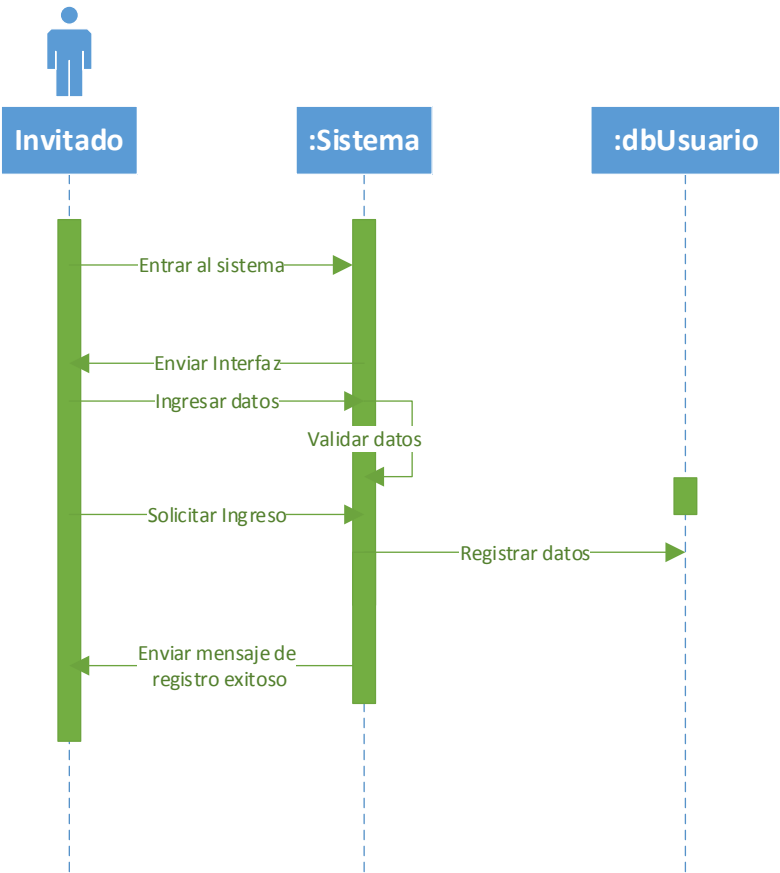 Invitado
:Sistema
:dbUsuario
Entrar al sistema
Enviar Interfaz
Ingresar datos
Validar datos
Solicitar Ingreso
Registrar datos
Enviar mensaje de
registro exitoso